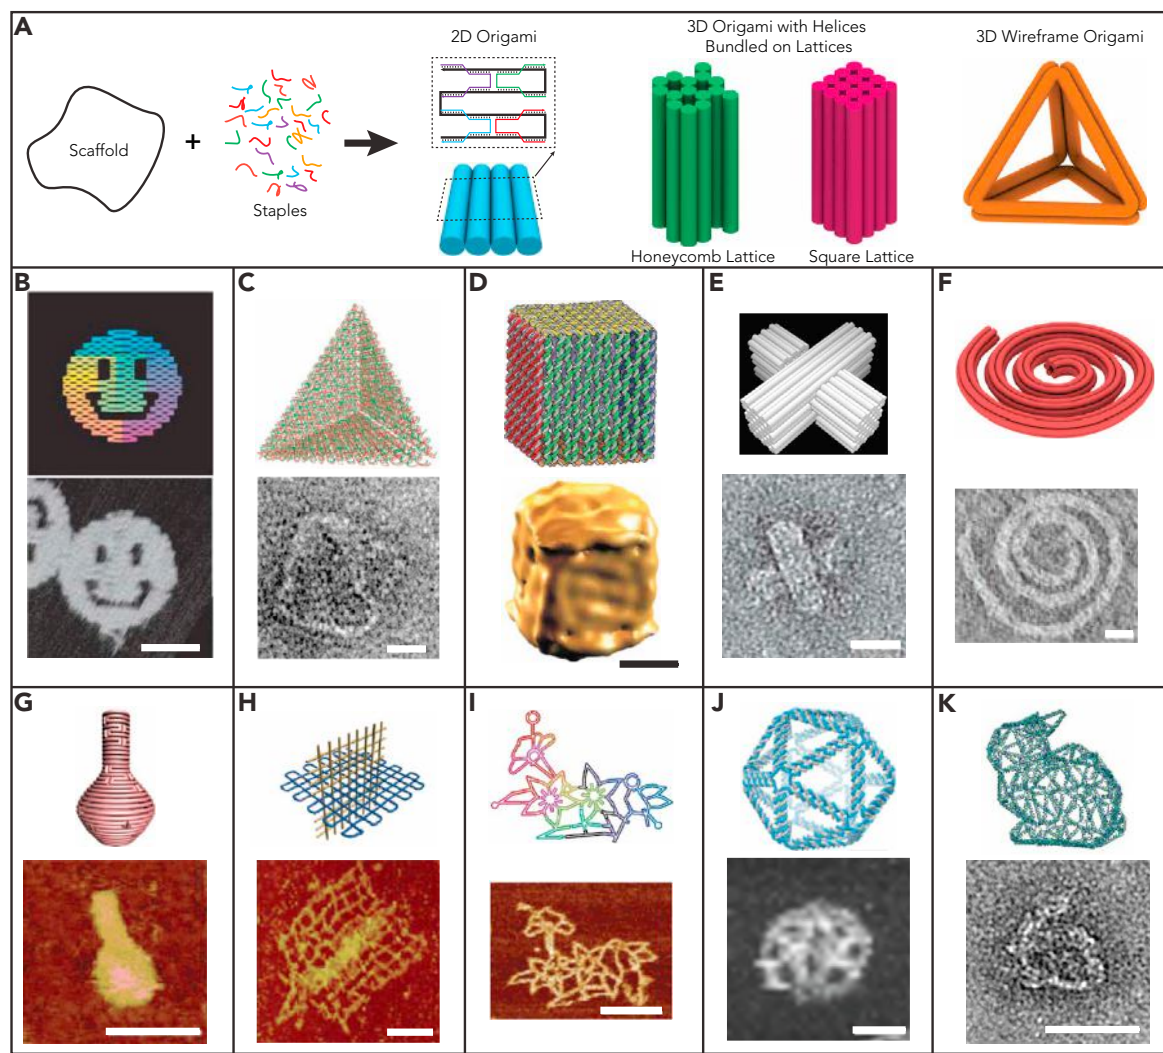 A
2D Origami
3D Origami with Helices
Bundled on Lattices
3D Wireframe Origami
Scaffold
+
Staples
Honeycomb Lattice
Square Lattice
B
C
D
E
F
G
H
I
J
K